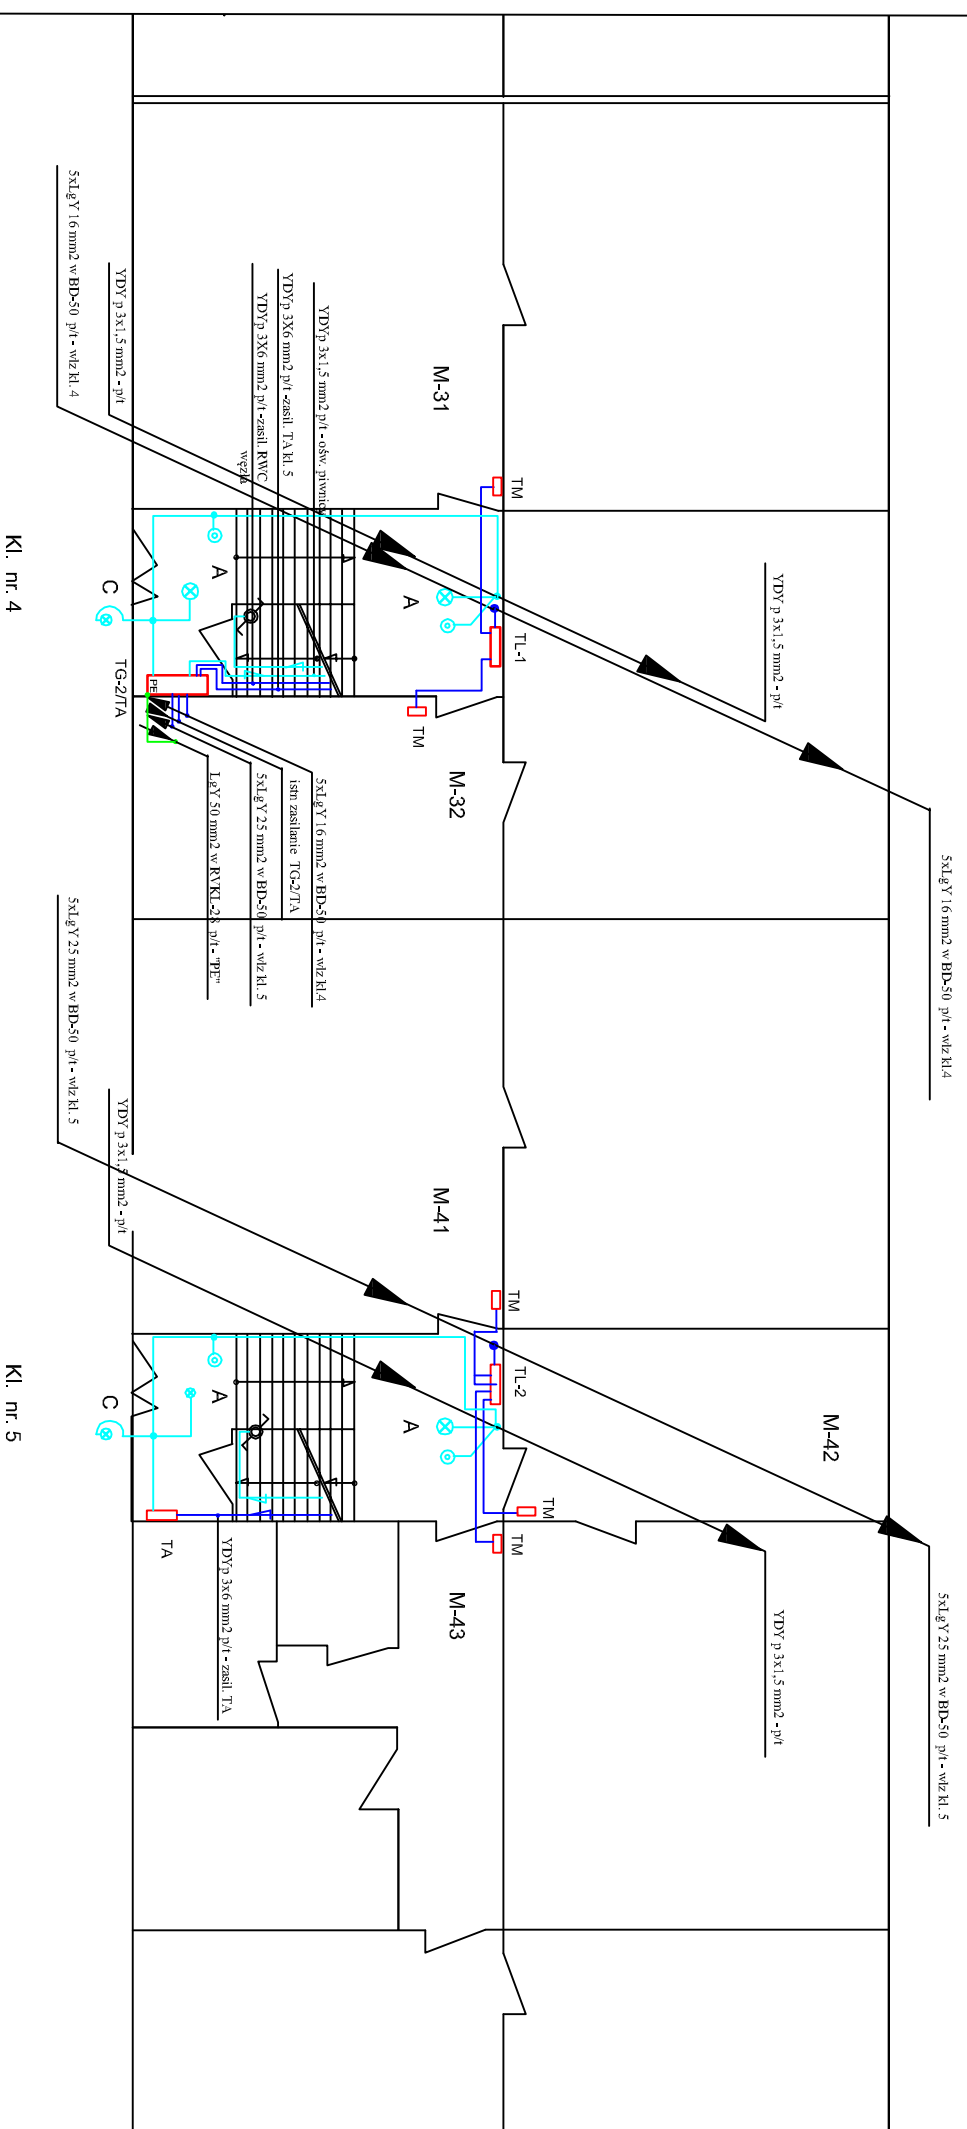 5xLgY 16 mm2 w BD-50 p/t - wlz kl.4
YDY p 3x1,5 mm2 - p/t
5xLgY 25 mm2 w BD-50 p/t - wlz kl. 5
YDY p 3x1,5 mm2 - p/t
M-42
TM
TL-1
TM
TL-2
TM
TM
M-31
M-32
M-41
M-43
A
TM
A
YDYp 3x1,5 mm2 p/t - ośw. piwnicy
YDYp 3X6 mm2 p/t -zasil. TA kl. 5
YDYp 3X6 mm2 p/t -zasil. RWC
węzła
5xLgY 16 mm2 w BD-50 p/t - wlz kl.4
istn zasilanie TG-2/TA
5xLgY 25 mm2 w BD-50 p/t - wlz kl. 5
LgY 50 mm2 w RVKL-28 p/t - "PE"
A
A
YDYp 3x6 mm2 p/t - zasil. TA
PE
TA
C
TG-2/TA
C
YDY p 3x1,5 mm2 - p/t
YDY p 3x1,5 mm2 - p/t
5xLgY 16 mm2 w BD-50 p/t - wlz kl. 4
5xLgY 25 mm2 w BD-50 p/t - wlz kl. 5
Kl. nr. 4
Kl. nr. 5